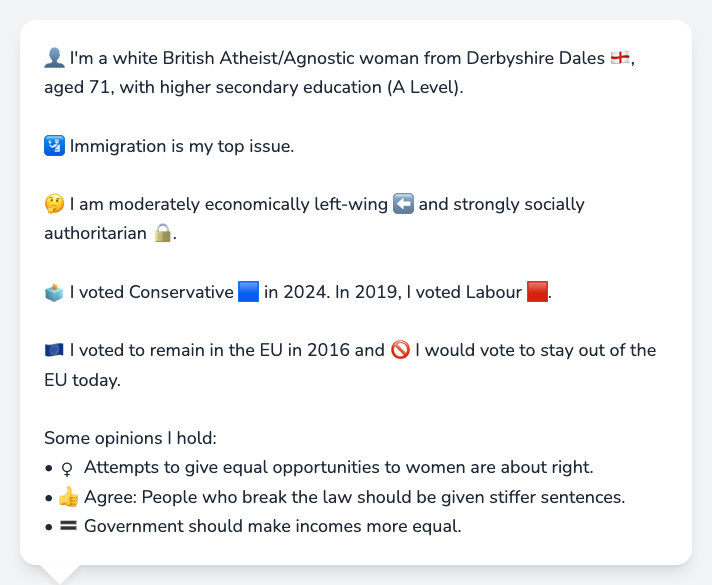 👤 I'm a white British Atheist/Agnostic woman from Derbyshire Dales 🏴󠁧󠁢󠁥󠁮󠁧󠁿,
aged 71, with higher secondary education (A Level).
🛂 Immigration is my top issue.
🤔 I am moderately economically left-wing ⬅️ and strongly socially
authoritarian 🔒.
🗳️ I voted Conservative 🟦 in 2024. In 2019, I voted Labour 🟥.
🇪🇺 I voted to remain in the EU in 2016 and 🚫 I would vote to stay out of the
EU today.
Some opinions I hold:
• ♀ Attempts to give equal opportunities to women are about right.
• 👍 Agree: People who break the law should be given stiffer sentences.
• 🟰 Government should make incomes more equal.